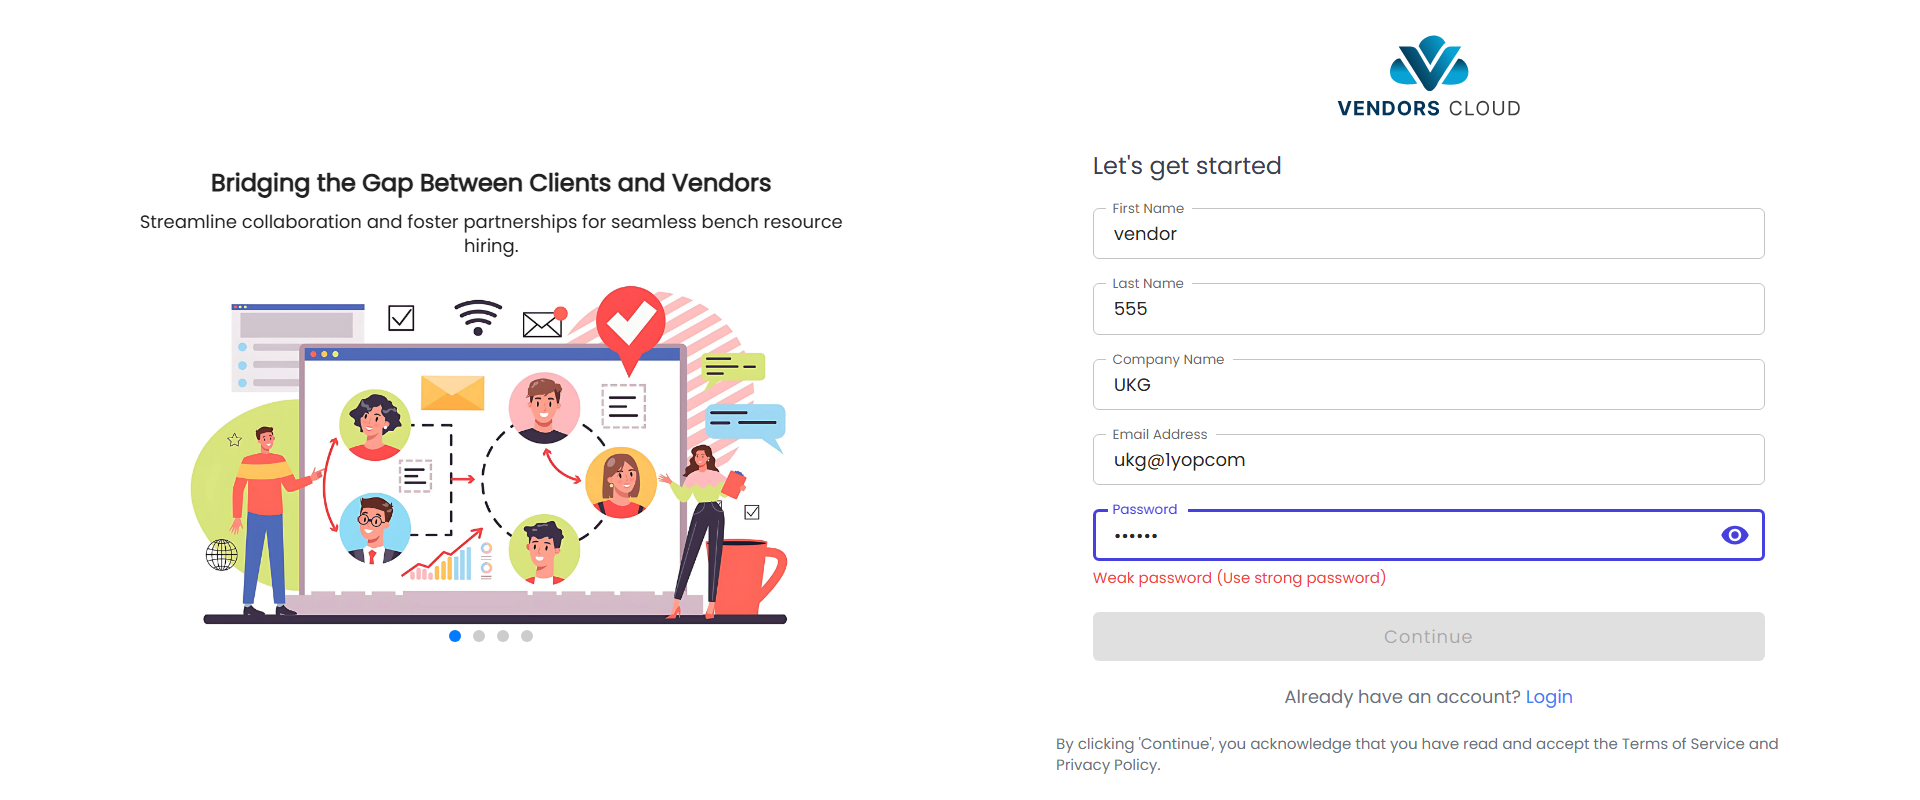 Bridging the Gap Between Clients and Vendors
Streamline collaboration and foster partnerships for seamless bench resource
hiring.
VENDORS CLOUD
Let's get started
First Name
vendor
Last Name
555
Company Name
UKG
Email Address
ukg@1yopcom
Password
••••••
Weak password (Use strong password)
Continue
Already have an account? Login
By clicking 'Continue', you acknowledge that you have read and accept the Terms of Service and
Privacy Policy.